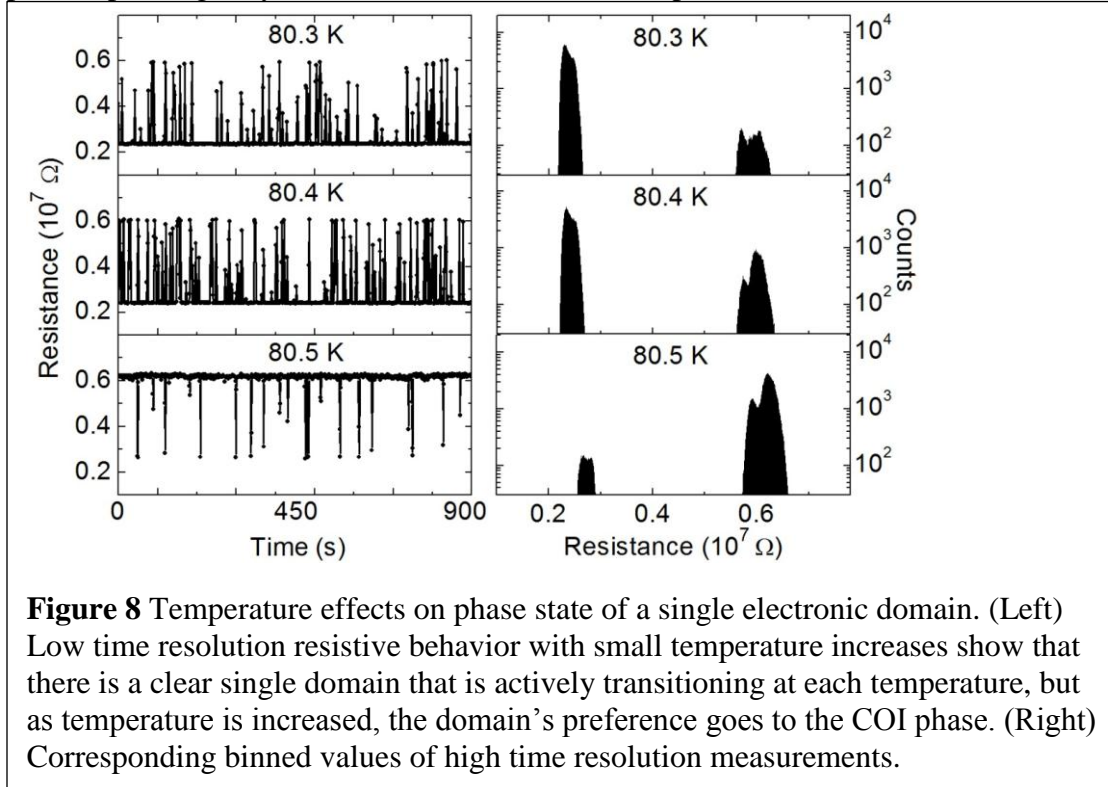 80.3 K
80.3 K
0.6
0.4
0.2
10^4
10^3
10^2
80.4 K
80.4 K
0.6
0.4
0.2
10^4
10^3
10^2
80.5 K
80.5 K
0.6
0.4
0.2
10^4
10^3
10^2
Resistance (10^7 Ω)
Counts
0
450
900
0.2
0.4
0.6
Time (s)
Resistance (10^7 Ω)
Figure 8 Temperature effects on phase state of a single electronic domain. (Left)
Low time resolution resistive behavior with small temperature increases show that
there is a clear single domain that is actively transitioning at each temperature, but
as temperature is increased, the domain's preference goes to the COI phase. (Right)
Corresponding binned values of high time resolution measurements.